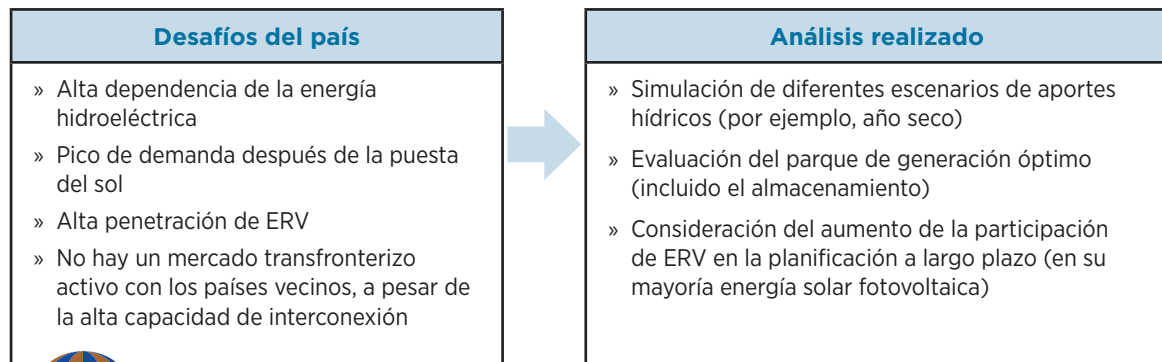 Desafíos del país
» Alta dependencia de la energía
hidroeléctrica
» Pico de demanda después de la puesta
del sol
» Alta penetración de ERV
» No hay un mercado transfronterizo
activo con los países vecinos, a pesar de
la alta capacidad de interconexión
Análisis realizado
» Simulación de diferentes escenarios de aportes
hídricos (por ejemplo, año seco)
» Evaluación del parque de generación óptimo
(incluido el almacenamiento)
» Consideración del aumento de la participación
de ERV en la planificación a largo plazo (en su
mayoría energía solar fotovoltaica)